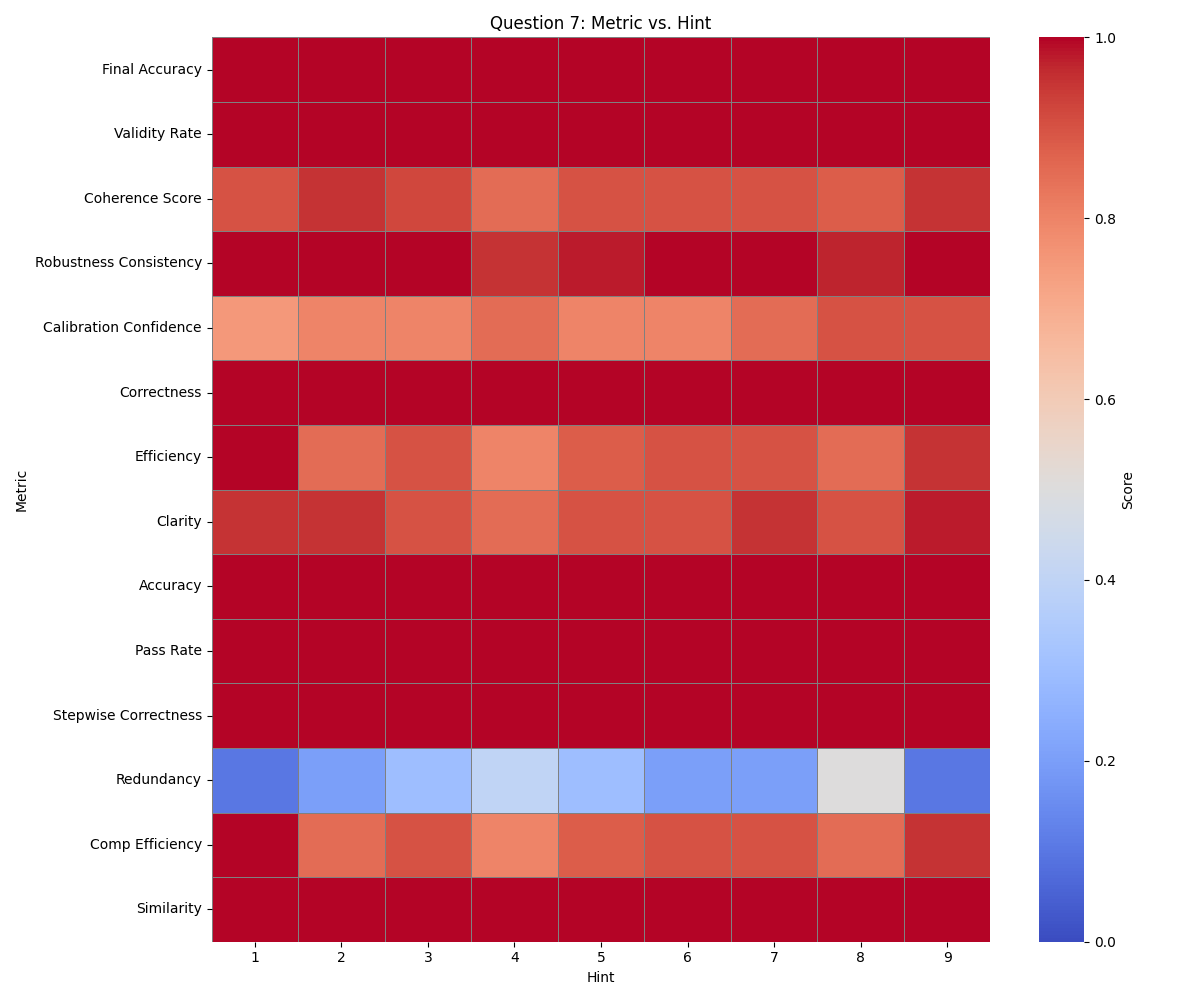 Question 7: Metric vs. Hint
Final Accuracy
Validity Rate
Coherence Score
Robustness Consistency
Calibration Confidence
Correctness
Efficiency
Clarity
Accuracy
Pass Rate
Stepwise Correctness
Redundancy
Comp Efficiency
Similarity
Metric
1 2 3 4 5 6 7 8 9
Hint
1.0
0.8
0.6
0.4
0.2
0.0
Score